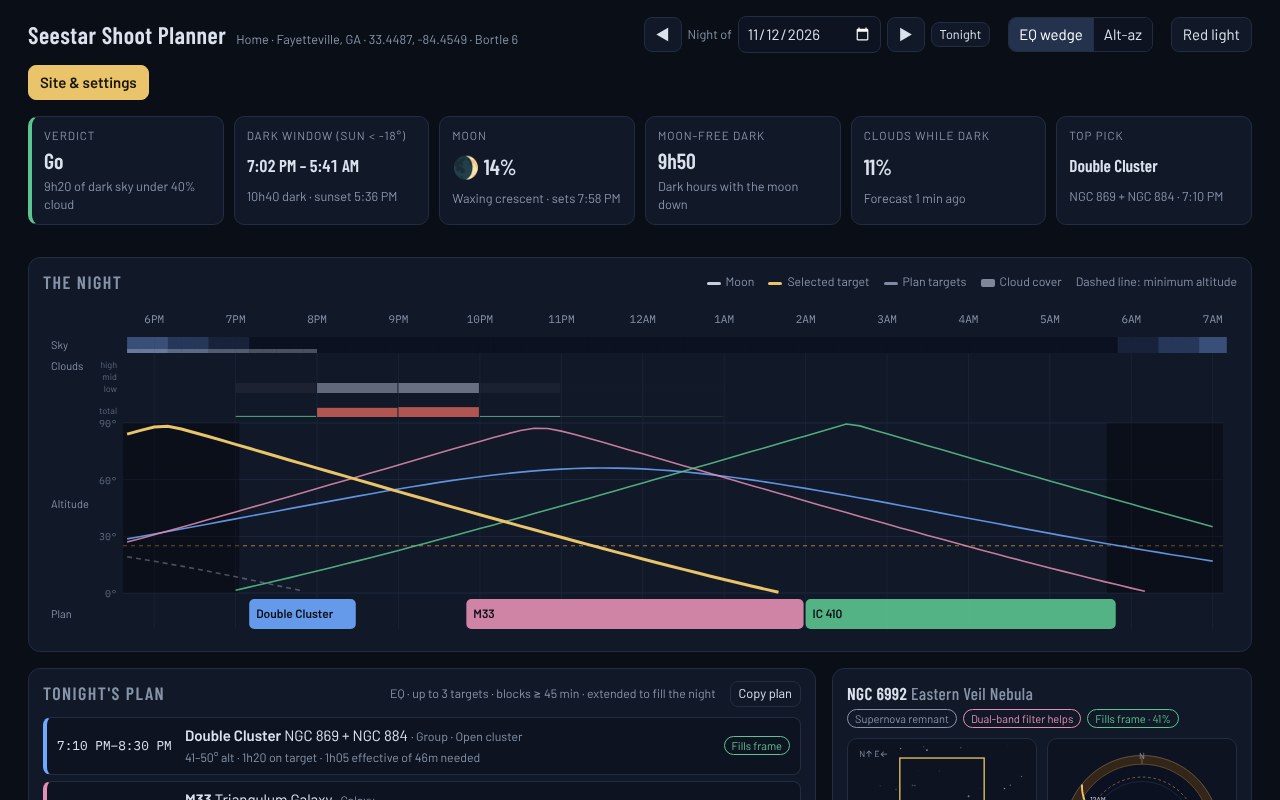 Seestar Shoot Planner Home · Fayetteville, GA · 33.4487, -84.4549 · Bortle 6
◀ Night of 11/12/2026 ▶ Tonight EQ wedge Alt-az Red light
Site & settings
VERDICT
Go
9h20 of dark sky under 40%
cloud
DARK WINDOW (SUN < -18°)
7:02 PM – 5:41 AM
10h40 dark · sunset 5:36 PM
MOON
14%
Waxing crescent · sets 7:58 PM
MOON-FREE DARK
9h50
Dark hours with the moon
down
CLOUDS WHILE DARK
11%
Forecast 1 min ago
TOP PICK
Double Cluster
NGC 869 + NGC 884 · 7:10 PM
THE NIGHT
Moon Selected target Plan targets Cloud cover Dashed line: minimum altitude
6PM 7PM 8PM 9PM 10PM 11PM 12AM 1AM 2AM 3AM 4AM 5AM 6AM 7AM
Sky
Clouds high
mid
low
total
90°
60°
Altitude
30°
0°
Plan Double Cluster M33 IC 410
TONIGHT'S PLAN EQ · up to 3 targets · blocks ≥ 45 min · extended to fill the night Copy plan
7:10 PM–8:30 PM Double Cluster NGC 869 + NGC 884 · Group · Open cluster
41–50° alt · 1h20 on target · 1h05 effective of 46m needed
Fills frame
M33 Triangulum Galaxy · Galaxy
NGC 6992 Eastern Veil Nebula
Supernova remnant Dual-band filter helps Fills frame · 41%
N↑ E←
N
12AM